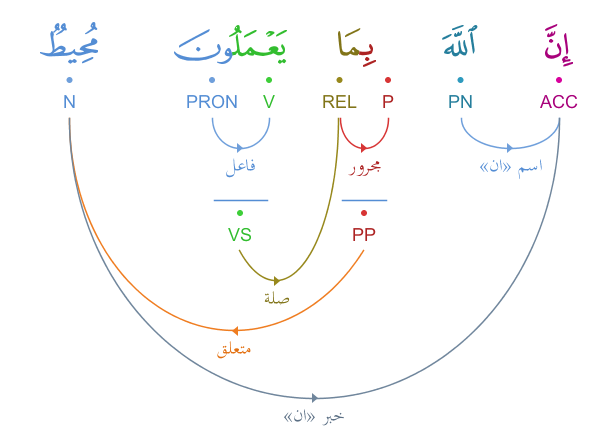 إِنَّ ٱللَّهَ بِمَا يَعْمَلُونَ مُحِيطٌ
ACC PN P REL V PRON N
اسم «ان» مجرور فاعل
PP VS
صلة
متعلق
خبر «ان»